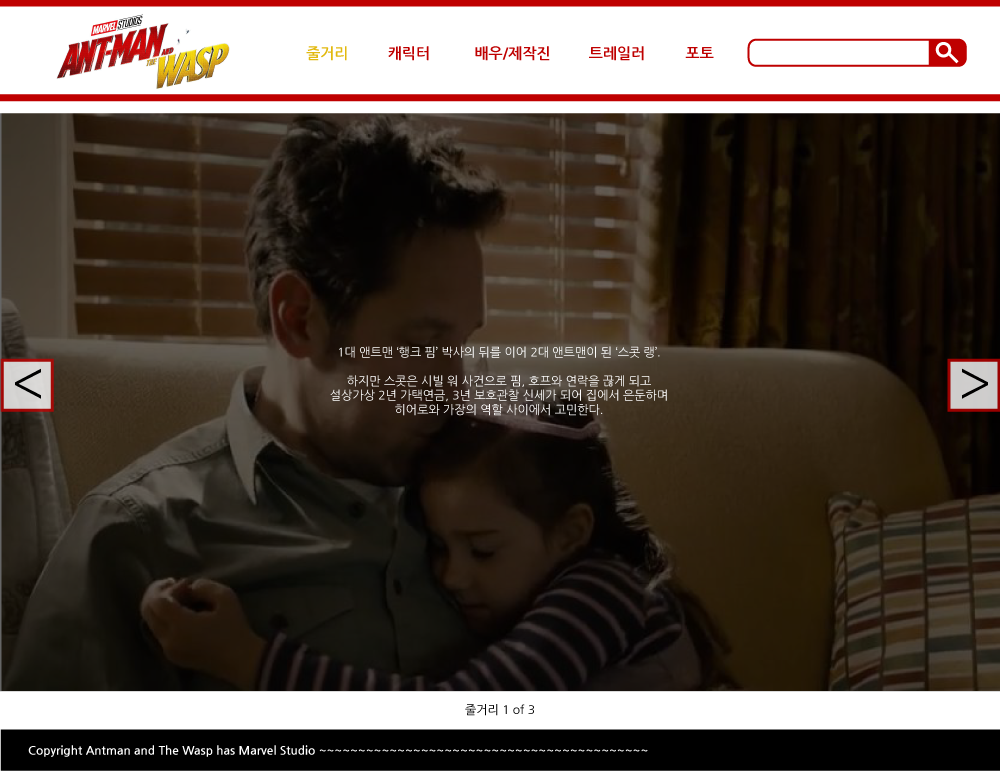 MARVEL STUDIOS
ANT-MAN
AND
THE WASP
줄거리 캐릭터 배우/제작진 트레일러 포토
1대 앤트맨 ‘행크 핌’ 박사의 뒤를 이어 2대 앤트맨이 된 ‘스콧 랭’.
하지만 스콧은 시빌 워 사건으로 핌, 호프와 연락을 끊게 되고
설상가상 2년 가택연금, 3년 보호관찰 신세가 되어 집에서 은둔하며
히어로와 가장의 역할 사이에서 고민한다.
< >
줄거리 1 of 3
Copyright Antman and The Wasp has Marvel Studio ~~~~~~~~~~~~~~~~~~~~~~~~~~~~~~~~~~~~~~~~~~